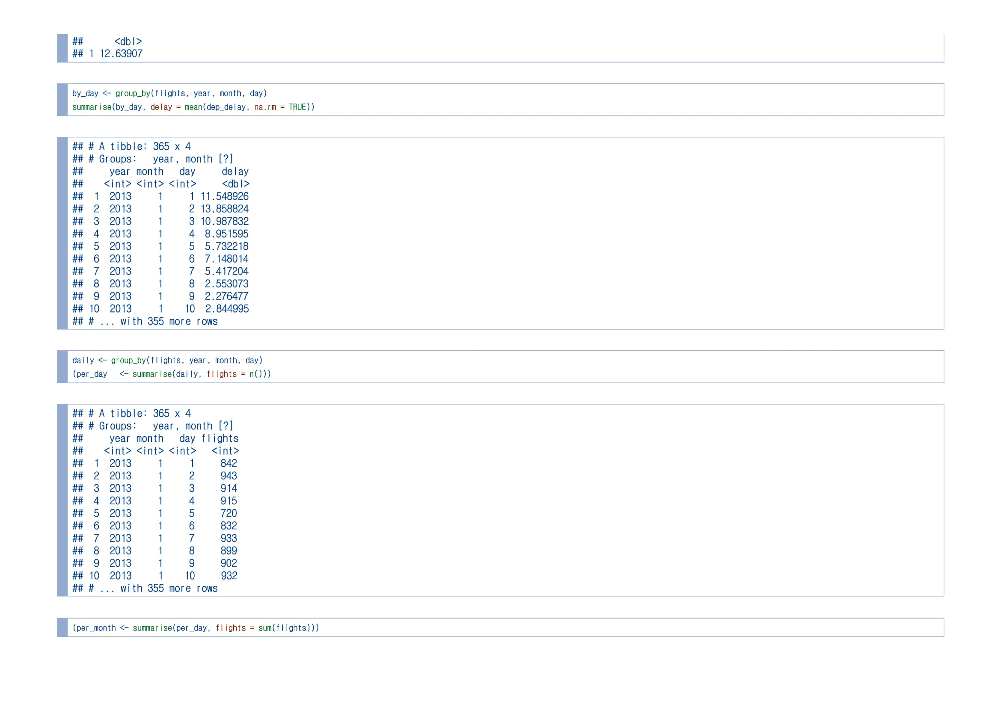 ##      <dbl>
## 1 12.63907
by_day <- group_by(flights, year, month, day)
summarise(by_day, delay = mean(dep_delay, na.rm = TRUE))
## # A tibble: 365 x 4
## # Groups:   year, month [?]
##     year month   day     delay
##    <int> <int> <int>     <dbl>
##  1  2013     1     1 11.548926
##  2  2013     1     2 13.858824
##  3  2013     1     3 10.987832
##  4  2013     1     4  8.951595
##  5  2013     1     5  5.732218
##  6  2013     1     6  7.148014
##  7  2013     1     7  5.417204
##  8  2013     1     8  2.553073
##  9  2013     1     9  2.276477
## 10  2013     1    10  2.844995
## # ... with 355 more rows
daily <- group_by(flights, year, month, day)
(per_day   <- summarise(daily, flights = n()))
## # A tibble: 365 x 4
## # Groups:   year, month [?]
##     year month   day flights
##    <int> <int> <int>   <int>
##  1  2013     1     1     842
##  2  2013     1     2     943
##  3  2013     1     3     914
##  4  2013     1     4     915
##  5  2013     1     5     720
##  6  2013     1     6     832
##  7  2013     1     7     933
##  8  2013     1     8     899
##  9  2013     1     9     902
## 10  2013     1    10     932
## # ... with 355 more rows
(per_month <- summarise(per_day, flights = sum(flights)))